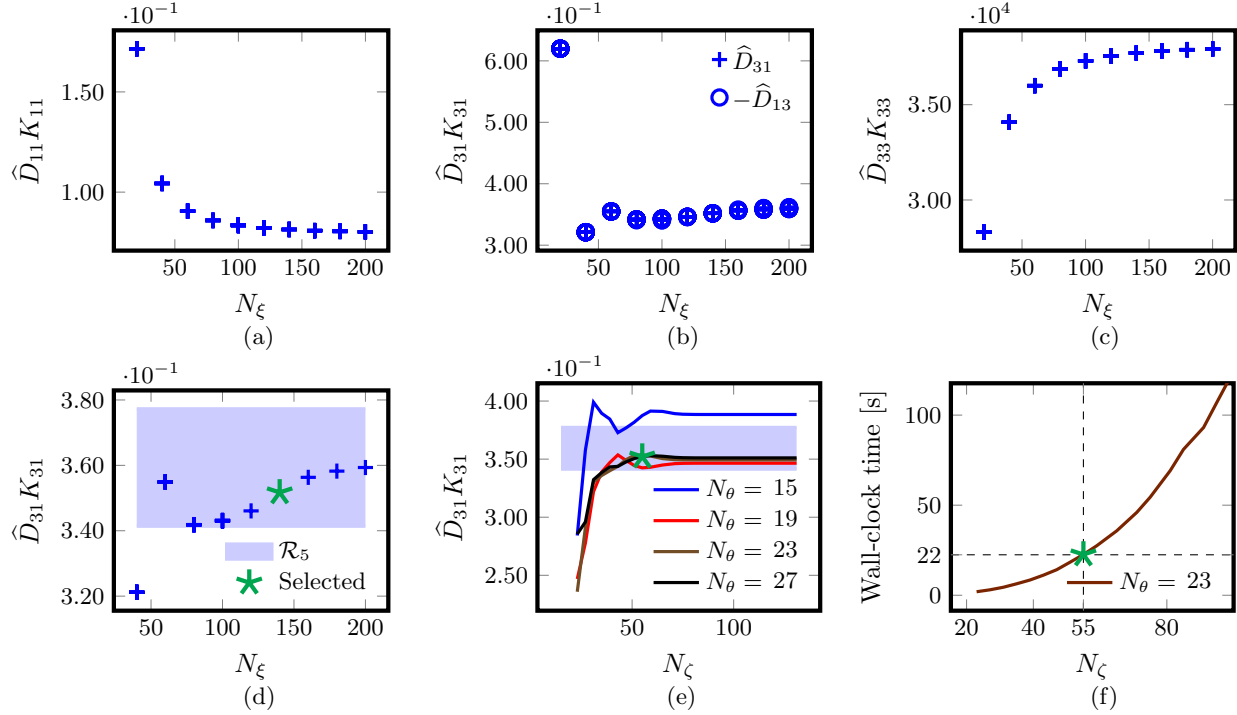 ·10⁻¹
1.50
1.00
D̂₁₁K₁₁
50 100 150 200
N_ξ
(a)
·10⁻¹
6.00
5.00
4.00
3.00
D̂₃₁K₃₁
D̂₃₁
−D̂₁₃
50 100 150 200
N_ξ
(b)
·10⁴
3.50
3.00
D̂₃₃K₃₃
50 100 150 200
N_ξ
(c)
·10⁻¹
3.80
3.60
3.40
3.20
D̂₃₁K₃₁
R₅
Selected
50 100 150 200
N_ξ
(d)
·10⁻¹
4.00
3.50
3.00
2.50
D̂₃₁K₃₁
N_θ = 15
N_θ = 19
N_θ = 23
N_θ = 27
50 100
N_ζ
(e)
100
50
22
0
Wall-clock time [s]
N_θ = 23
20 40 55 80
N_ζ
(f)